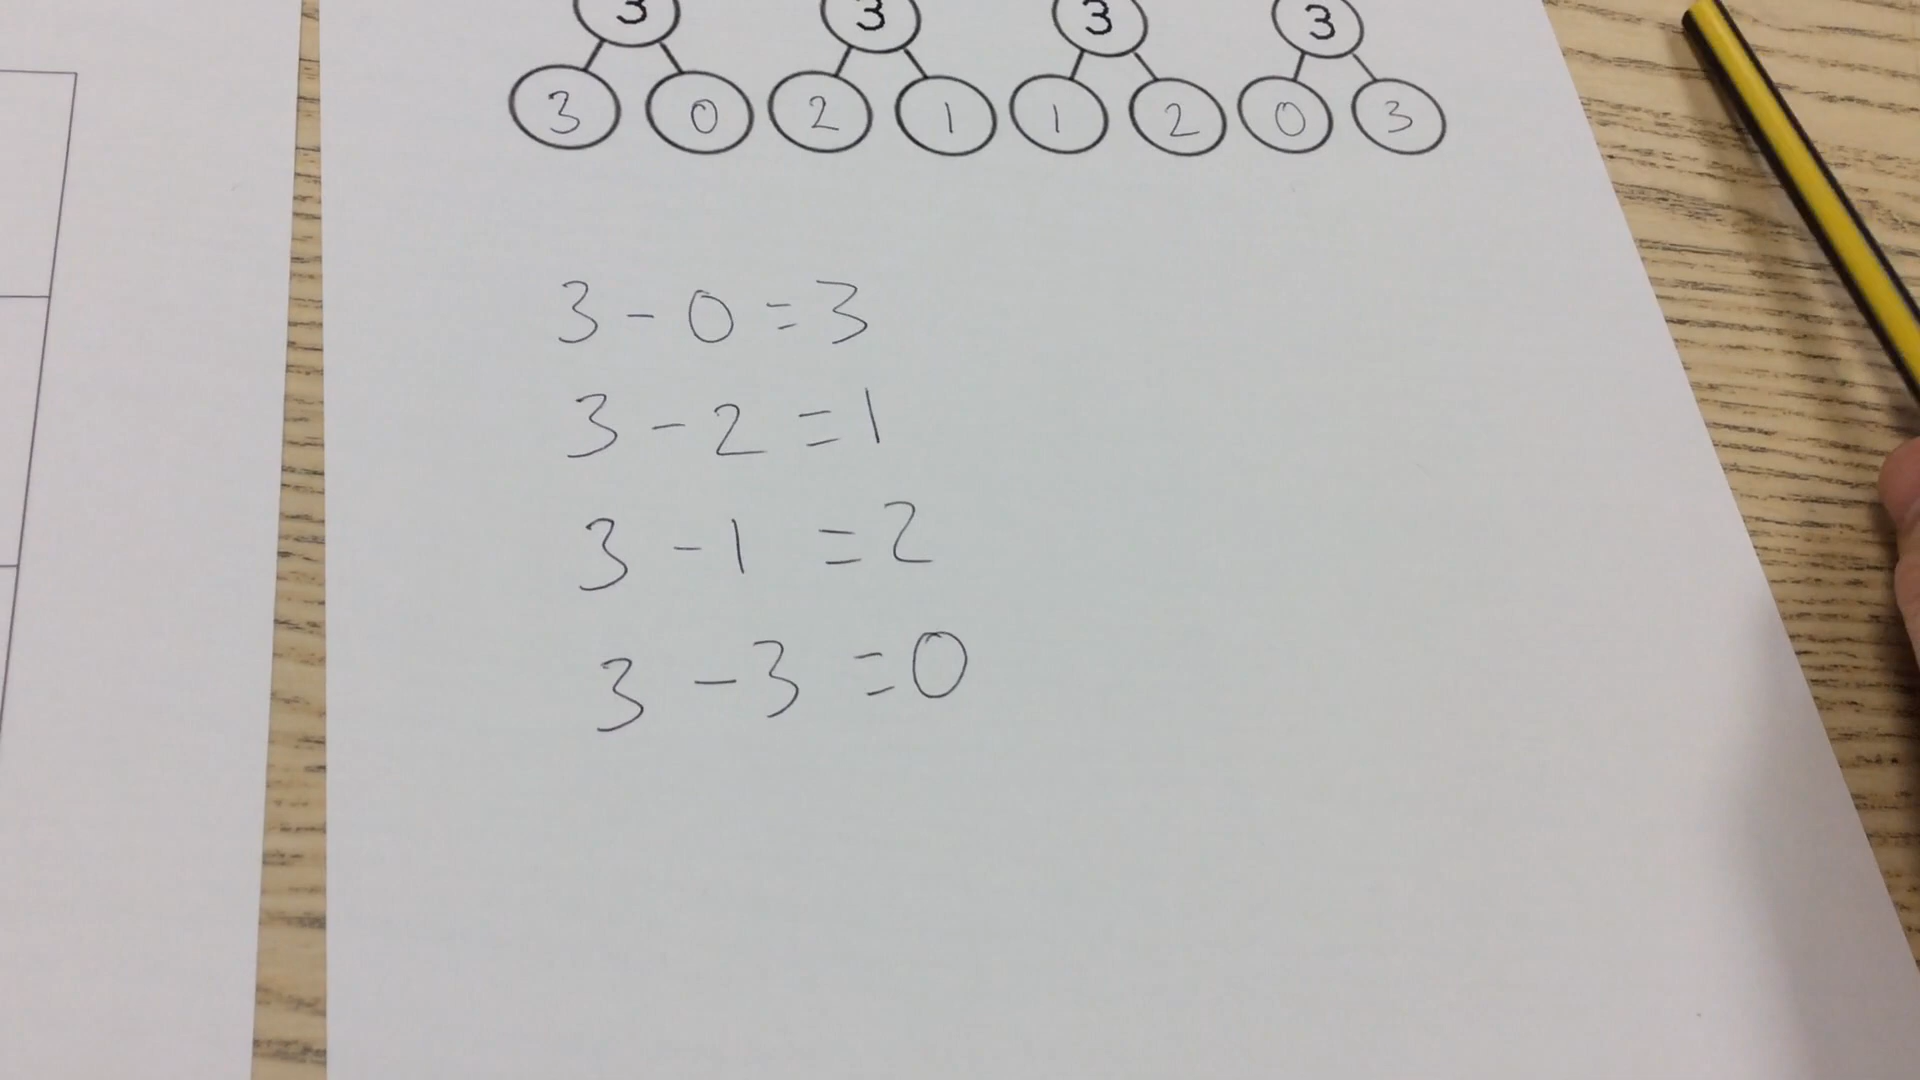 3 3 3 3
3 0 2 1 1 2 0 3
3 - 0 = 3
3 - 2 = 1
3 - 1 = 2
3 - 3 = 0